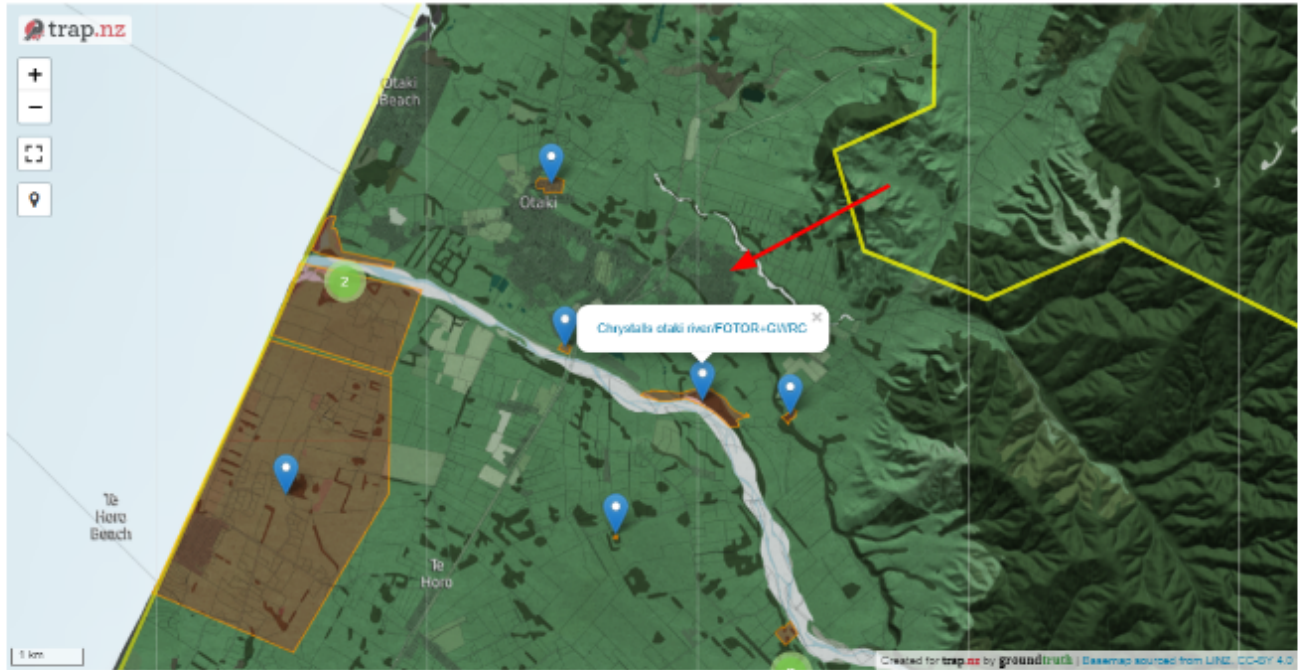 trap.nz
+
−
Otaki
Beach
Otaki
2
Chrystalls otaki river/FOTOR+GWRC
×
Te
Horo
Beach
Te
Horo
1 km
Created for trap.nz by groundtruth | Basemap sourced from LINZ. CC-BY 4.0